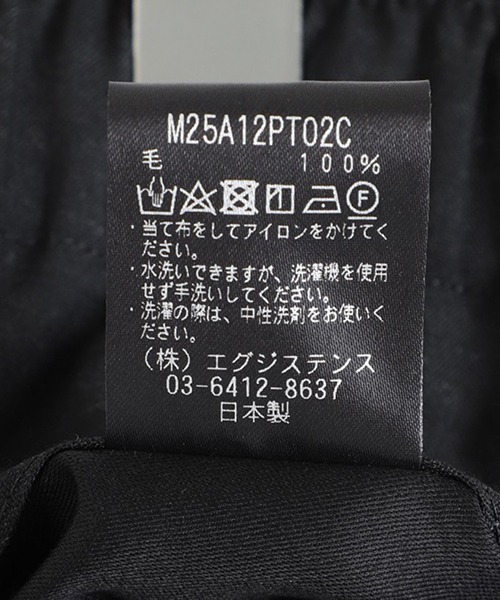 M25A12PT02C
毛 100%
F
・当て布をしてアイロンをかけてく
ださい。
・水洗いできますが、洗濯機を使用
せず手洗いしてください。
・洗濯の際は、中性洗剤をお使いく
ださい。
(株)エグジステンス
03-6412-8637
日本製